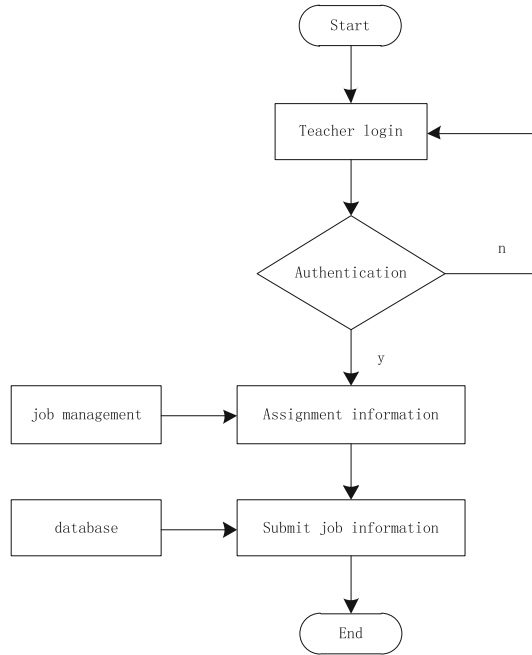 Start
Teacher login
Authentication
n
y
job management
Assignment information
database
Submit job information
End